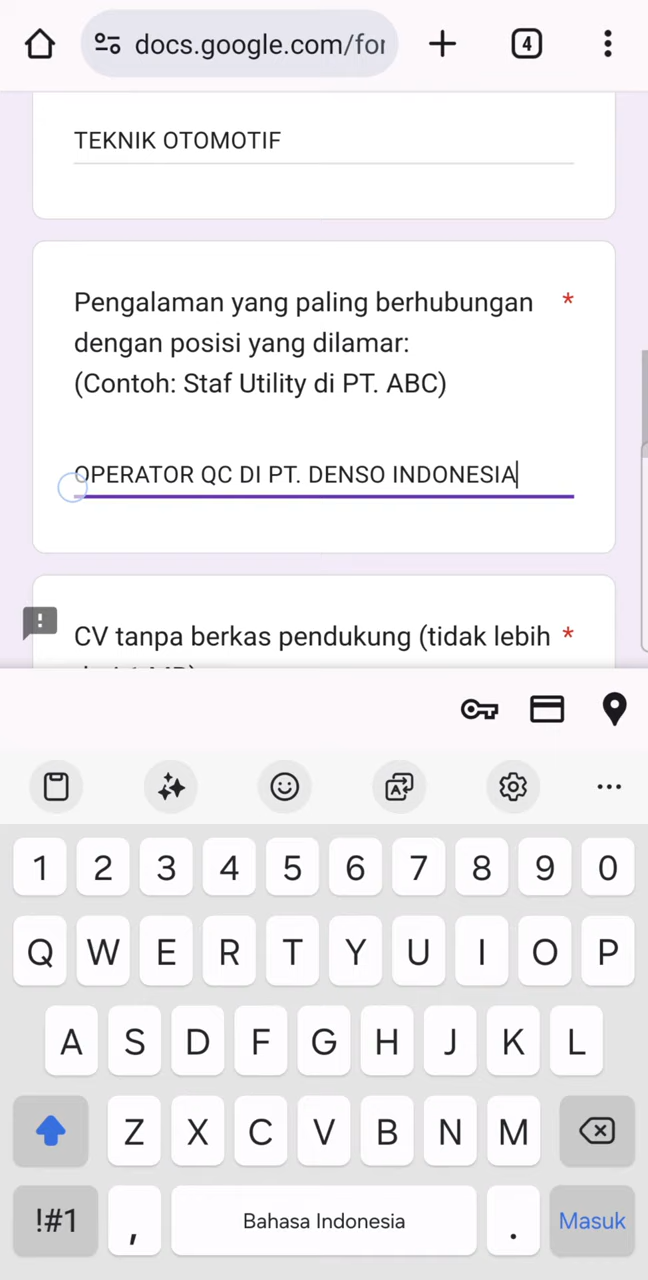 docs.google.com/for
4
TEKNIK OTOMOTIF
Pengalaman yang paling berhubungan *
dengan posisi yang dilamar:
(Contoh: Staf Utility di PT. ABC)
OPERATOR QC DI PT. DENSO INDONESIA
CV tanpa berkas pendukung (tidak lebih *
1 2 3 4 5 6 7 8 9 0
Q W E R T Y U I O P
A S D F G H J K L
Z X C V B N M
!#1 , Bahasa Indonesia . Masuk